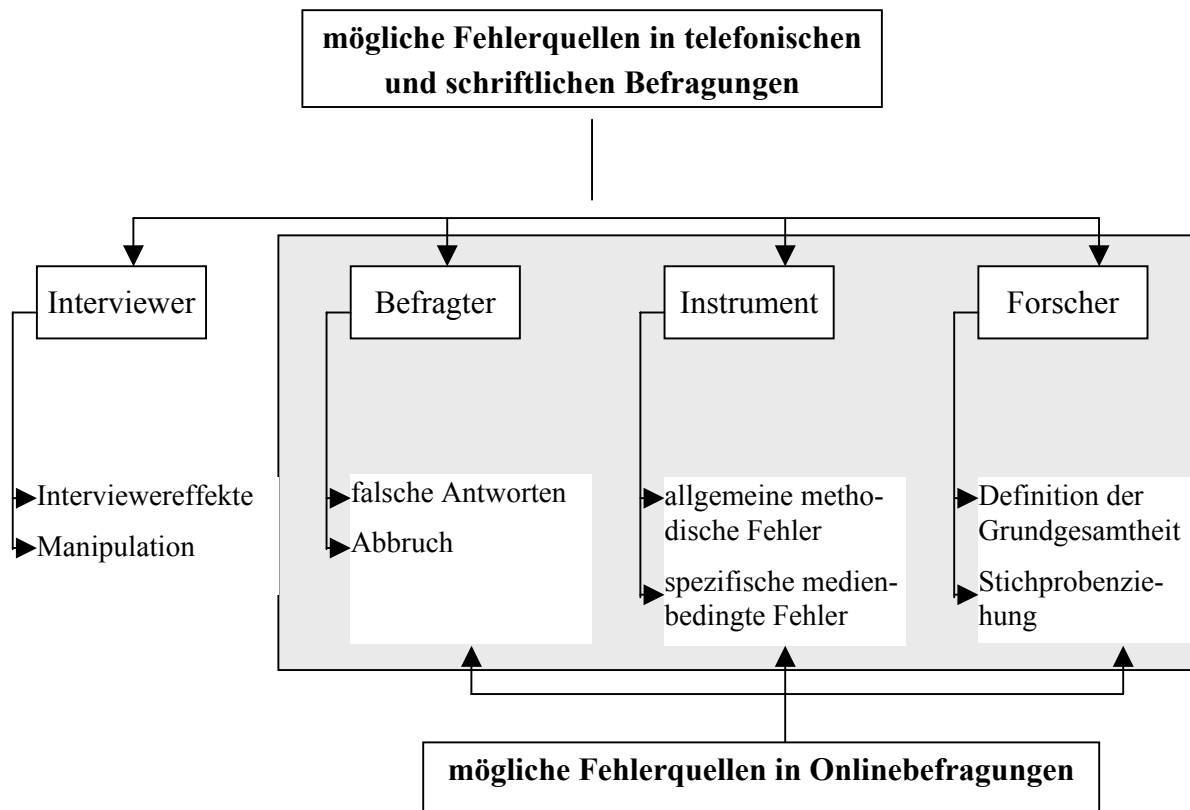 mögliche Fehlerquellen in telefonischen
und schriftlichen Befragungen
Interviewer
Befragter
Instrument
Forscher
Interviewereffekte
Manipulation
falsche Antworten
Abbruch
allgemeine metho-
dische Fehler
spezifische medien-
bedingte Fehler
Definition der
Grundgesamtheit
Stichprobenzie-
hung
mögliche Fehlerquellen in Onlinebefragungen